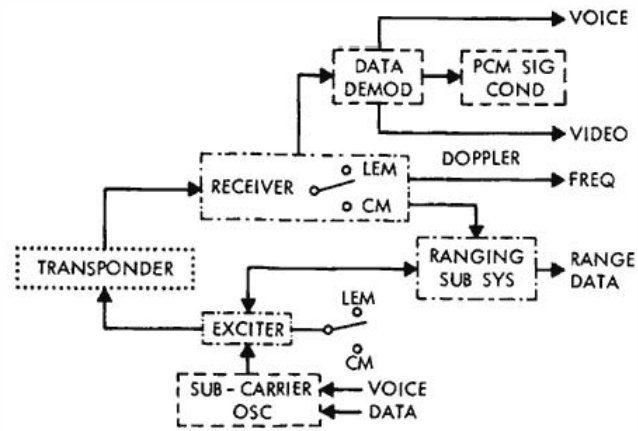 VOICE
DATA
DEMOD
PCM SIG
COND
VIDEO
DOPPLER
LEM
RECEIVER
FREQ
CM
TRANSPONDER
RANGING
SUB SYS
RANGE
DATA
LEM
EXCITER
CM
SUB-CARRIER
OSC
VOICE
DATA